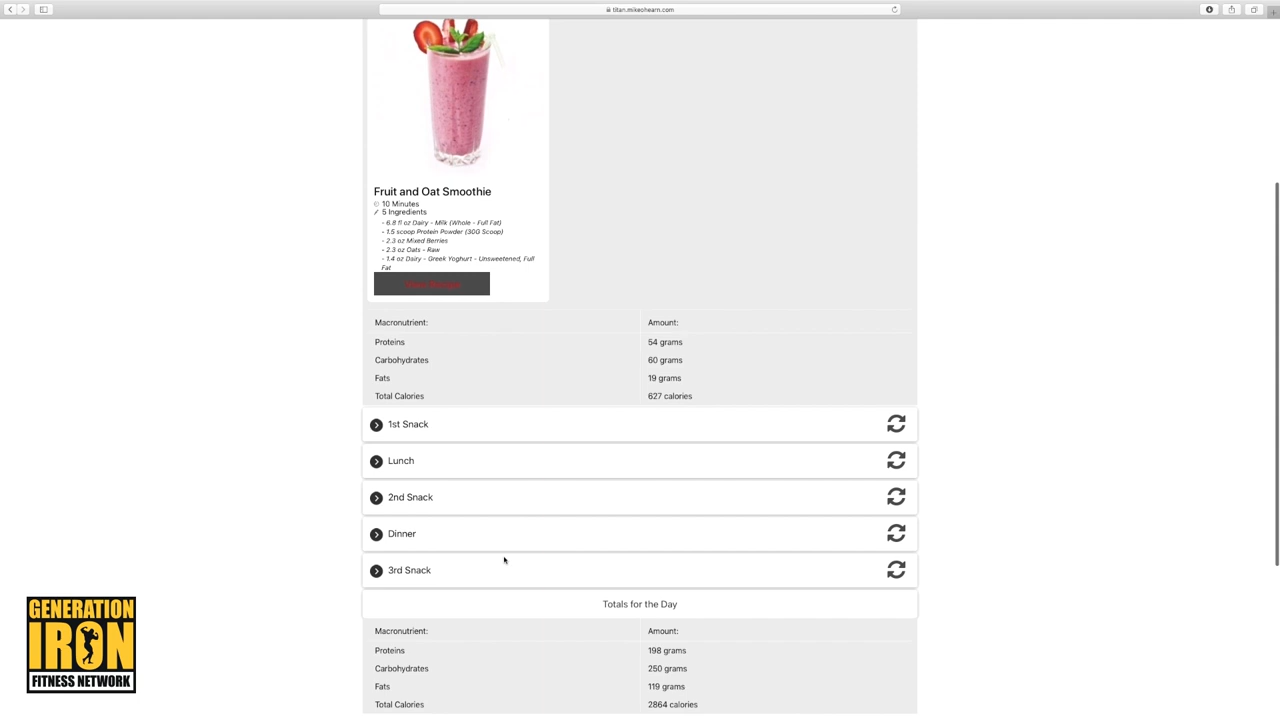 titan.mikeohearn.com
Fruit and Oat Smoothie
10 Minutes
5 Ingredients
- 6.8 fl oz Dairy - Milk (Whole - Full Fat)
- 1.5 scoop Protein Powder (30G Scoop)
- 2.3 oz Mixed Berries
- 2.3 oz Oats - Raw
- 1.4 oz Dairy - Greek Yoghurt - Unsweetened, Full
Fat
Macronutrient: Amount:
Proteins 54 grams
Carbohydrates 60 grams
Fats 19 grams
Total Calories 627 calories
1st Snack
Lunch
2nd Snack
Dinner
3rd Snack
Totals for the Day
Macronutrient: Amount:
Proteins 198 grams
Carbohydrates 250 grams
Fats 119 grams
Total Calories 2864 calories
GENERATION
IRON
FITNESS NETWORK